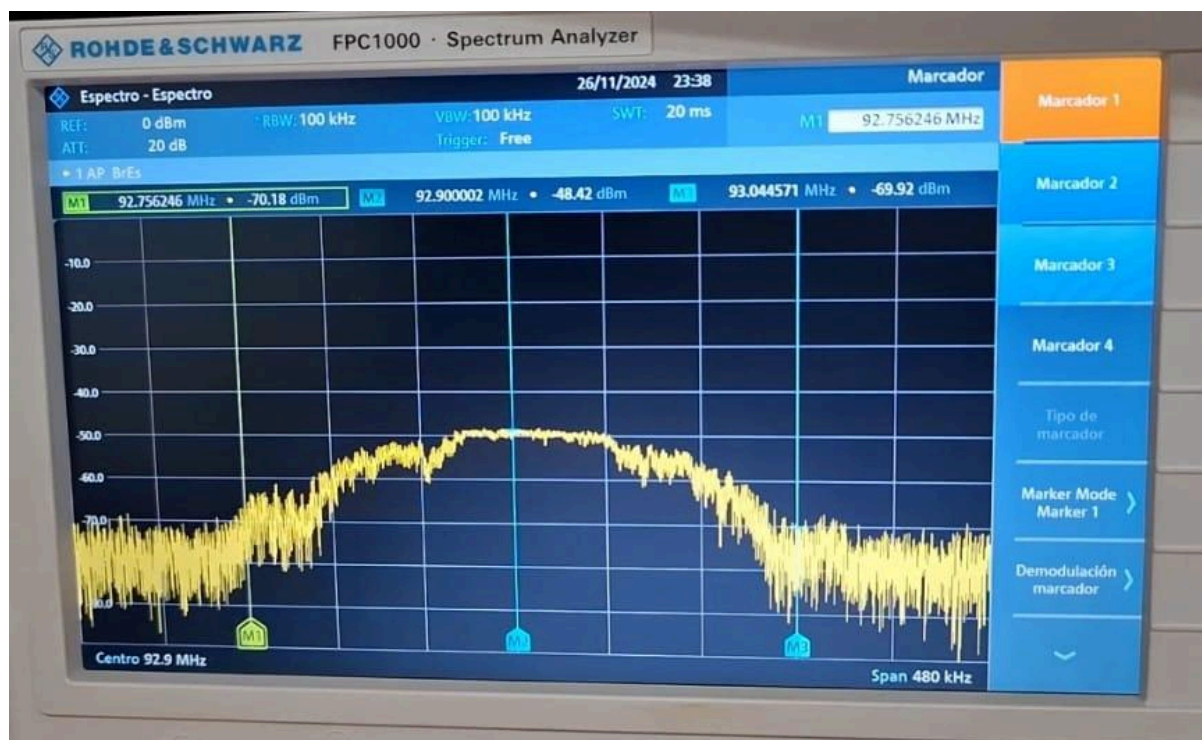 ROHDE & SCHWARZ FPC1000 · Spectrum Analyzer
Espectro - Espectro 26/11/2024 23:38 Marcador
REF: 0 dBm * RBW: 100 kHz VBW: 100 kHz SWT: 20 ms M1 92.756246 MHz
ATT: 20 dB Trigger: Free
• 1 AP BrEs
M1 92.756246 MHz • -70.18 dBm M2 92.900002 MHz • -48.42 dBm M3 93.044571 MHz • -69.92 dBm
-10.0
-20.0
-30.0
-40.0
-50.0
-60.0
-70.0
M1
M2
M3
Centro 92.9 MHz Span 480 kHz
Marcador 1
Marcador 2
Marcador 3
Marcador 4
Tipo de
marcador
Marker Mode
Marker 1
Demodulación
marcador